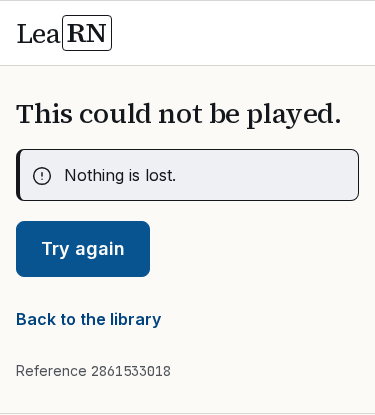 LeaRN
This could not be played.
Nothing is lost.
Try again
Back to the library
Reference 2861533018